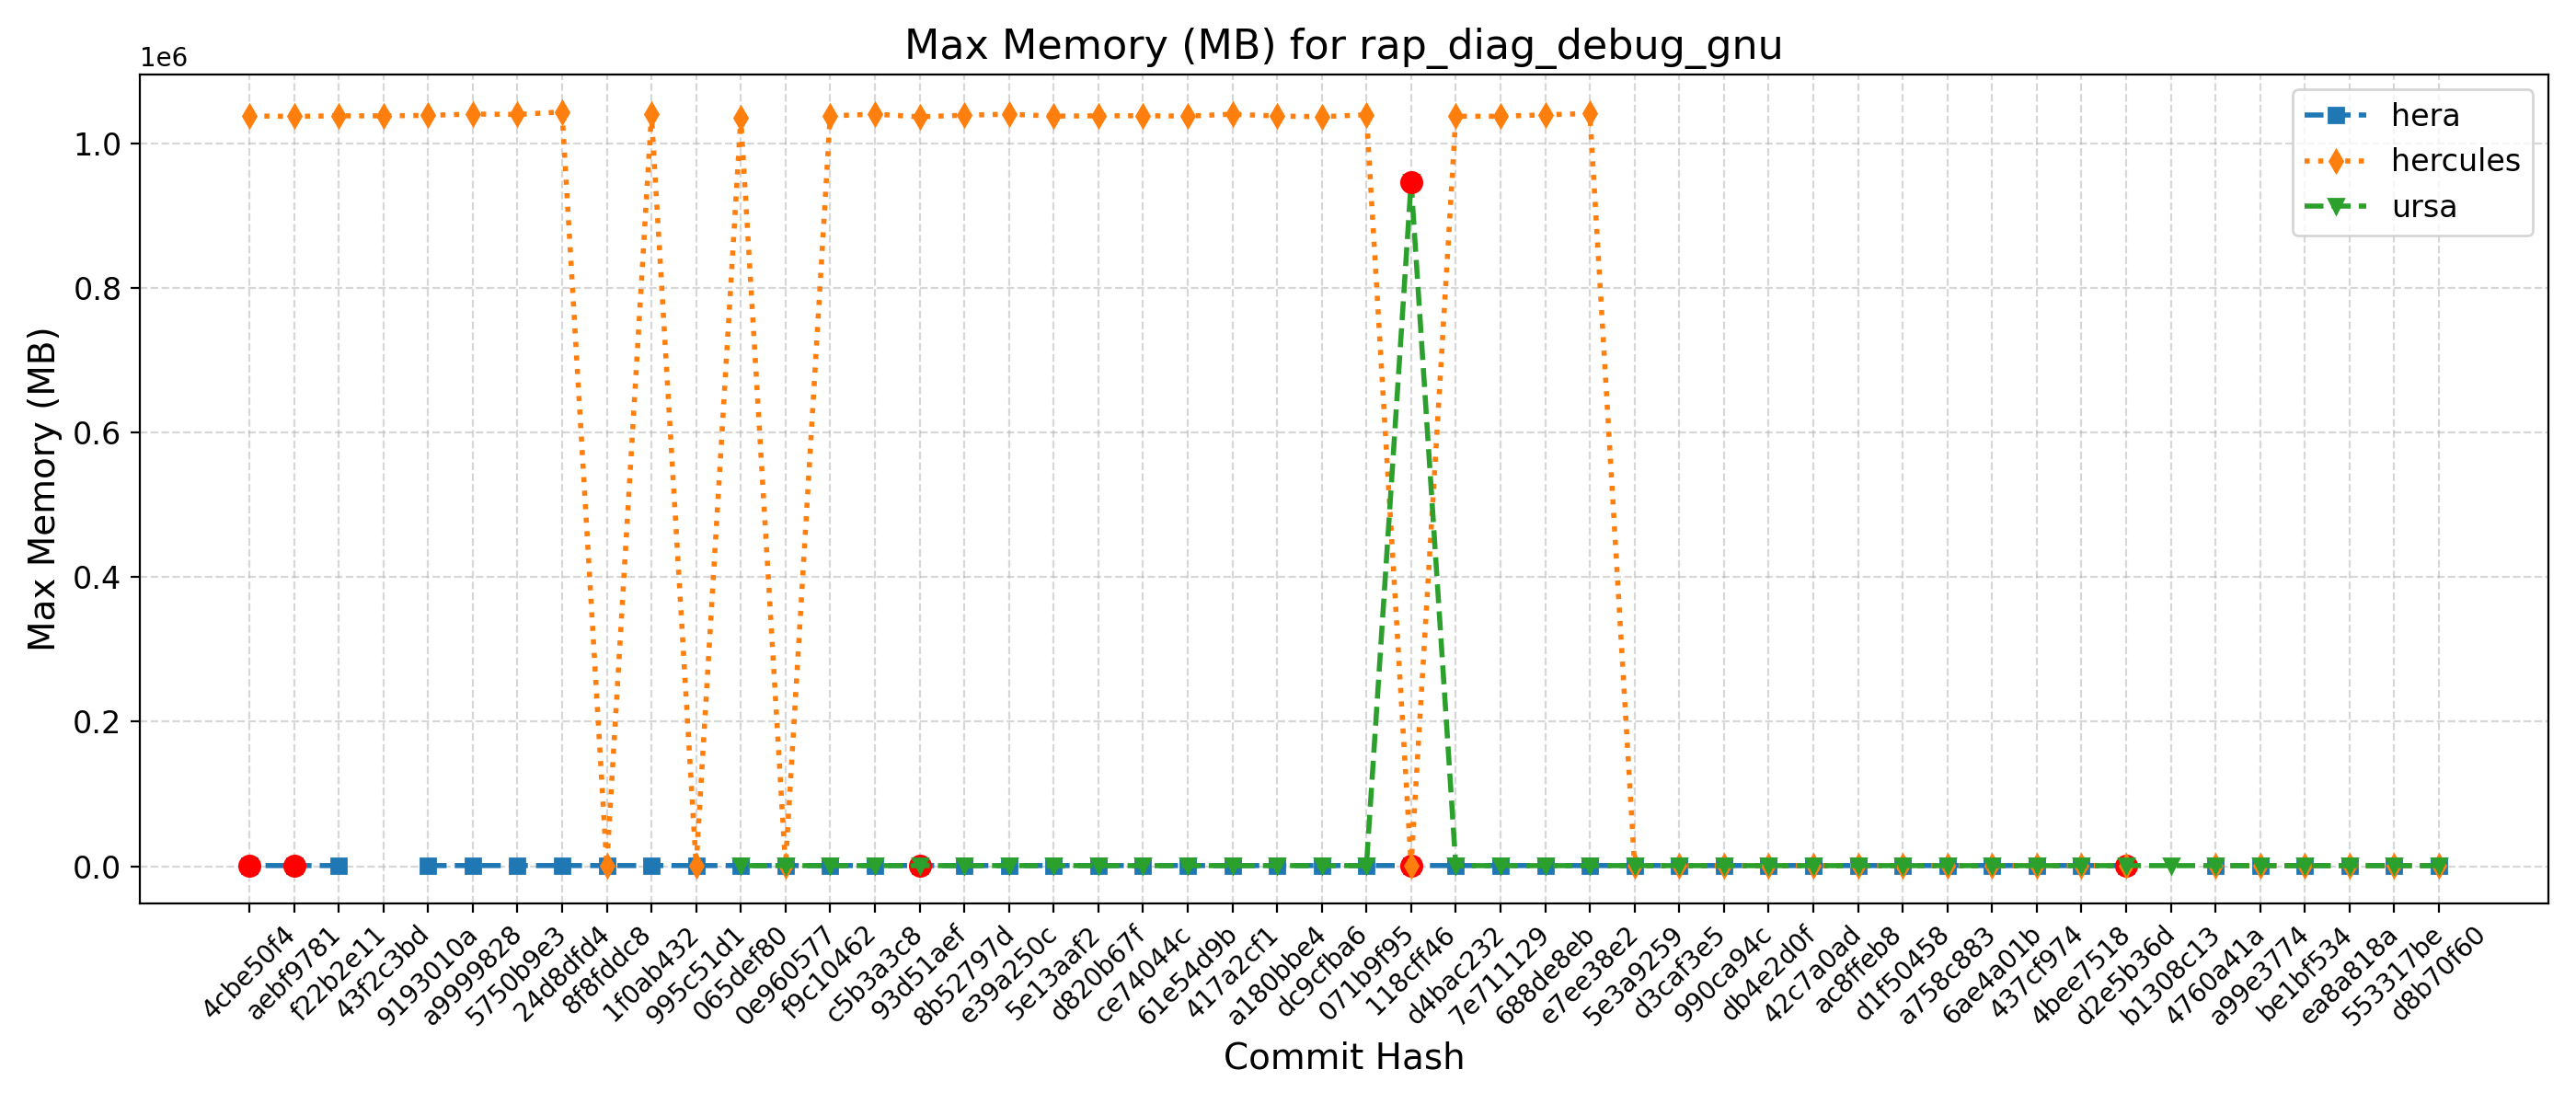 Max Memory (MB) for rap_diag_debug_gnu
1e6
1.0
0.8
0.6
0.4
0.2
0.0
Max Memory (MB)
hera
hercules
ursa
4cbe50f4
aebf9781
f22b2e11
43f2c3bd
9193010a
a9999828
5750b9e3
24d8dfd4
8f8fddc8
1f0ab432
995c51d1
065def80
0e960577
f9c10462
c5b3a3c8
93d51aef
8b52797d
e39a250c
5e13aaf2
d820b67f
ce74044c
61e54d9b
417a2cf1
a180bbe4
dc9cfba6
071b9f95
118cff46
d4bac232
7e711129
688de8eb
e7ee38e2
5e3a9259
d3caf3e5
990ca94c
db4e2d0f
42c7a0ad
ac8ffeb8
d1f50458
a758c883
6ae4a01b
437cf974
4bee7518
d2e5b36d
b1308c13
4760a41a
a99e3774
be1bf534
ea8a818a
553317be
d8b70f60
Commit Hash